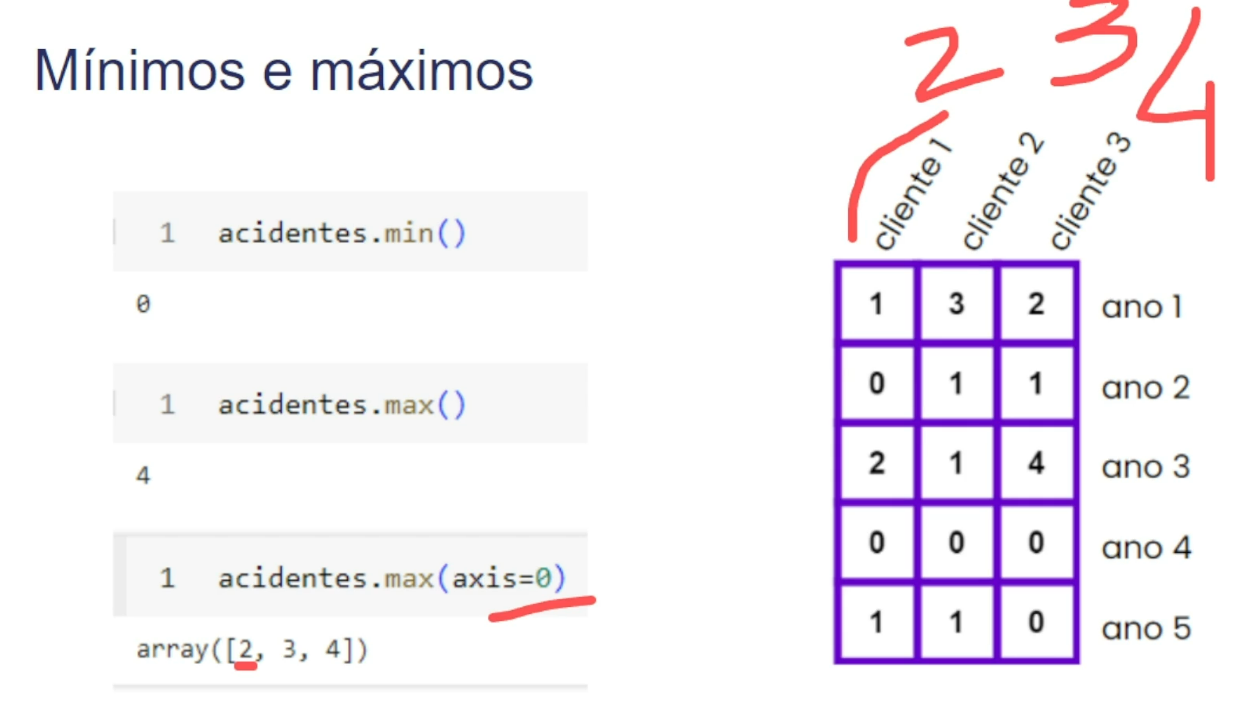 Mínimos e máximos
1 acidentes.min()
0
1 acidentes.max()
4
1 acidentes.max(axis=0)
array([2, 3, 4])
2 3 4
cliente 1 cliente 2 cliente 3
1 3 2 ano 1
0 1 1 ano 2
2 1 4 ano 3
0 0 0 ano 4
1 1 0 ano 5